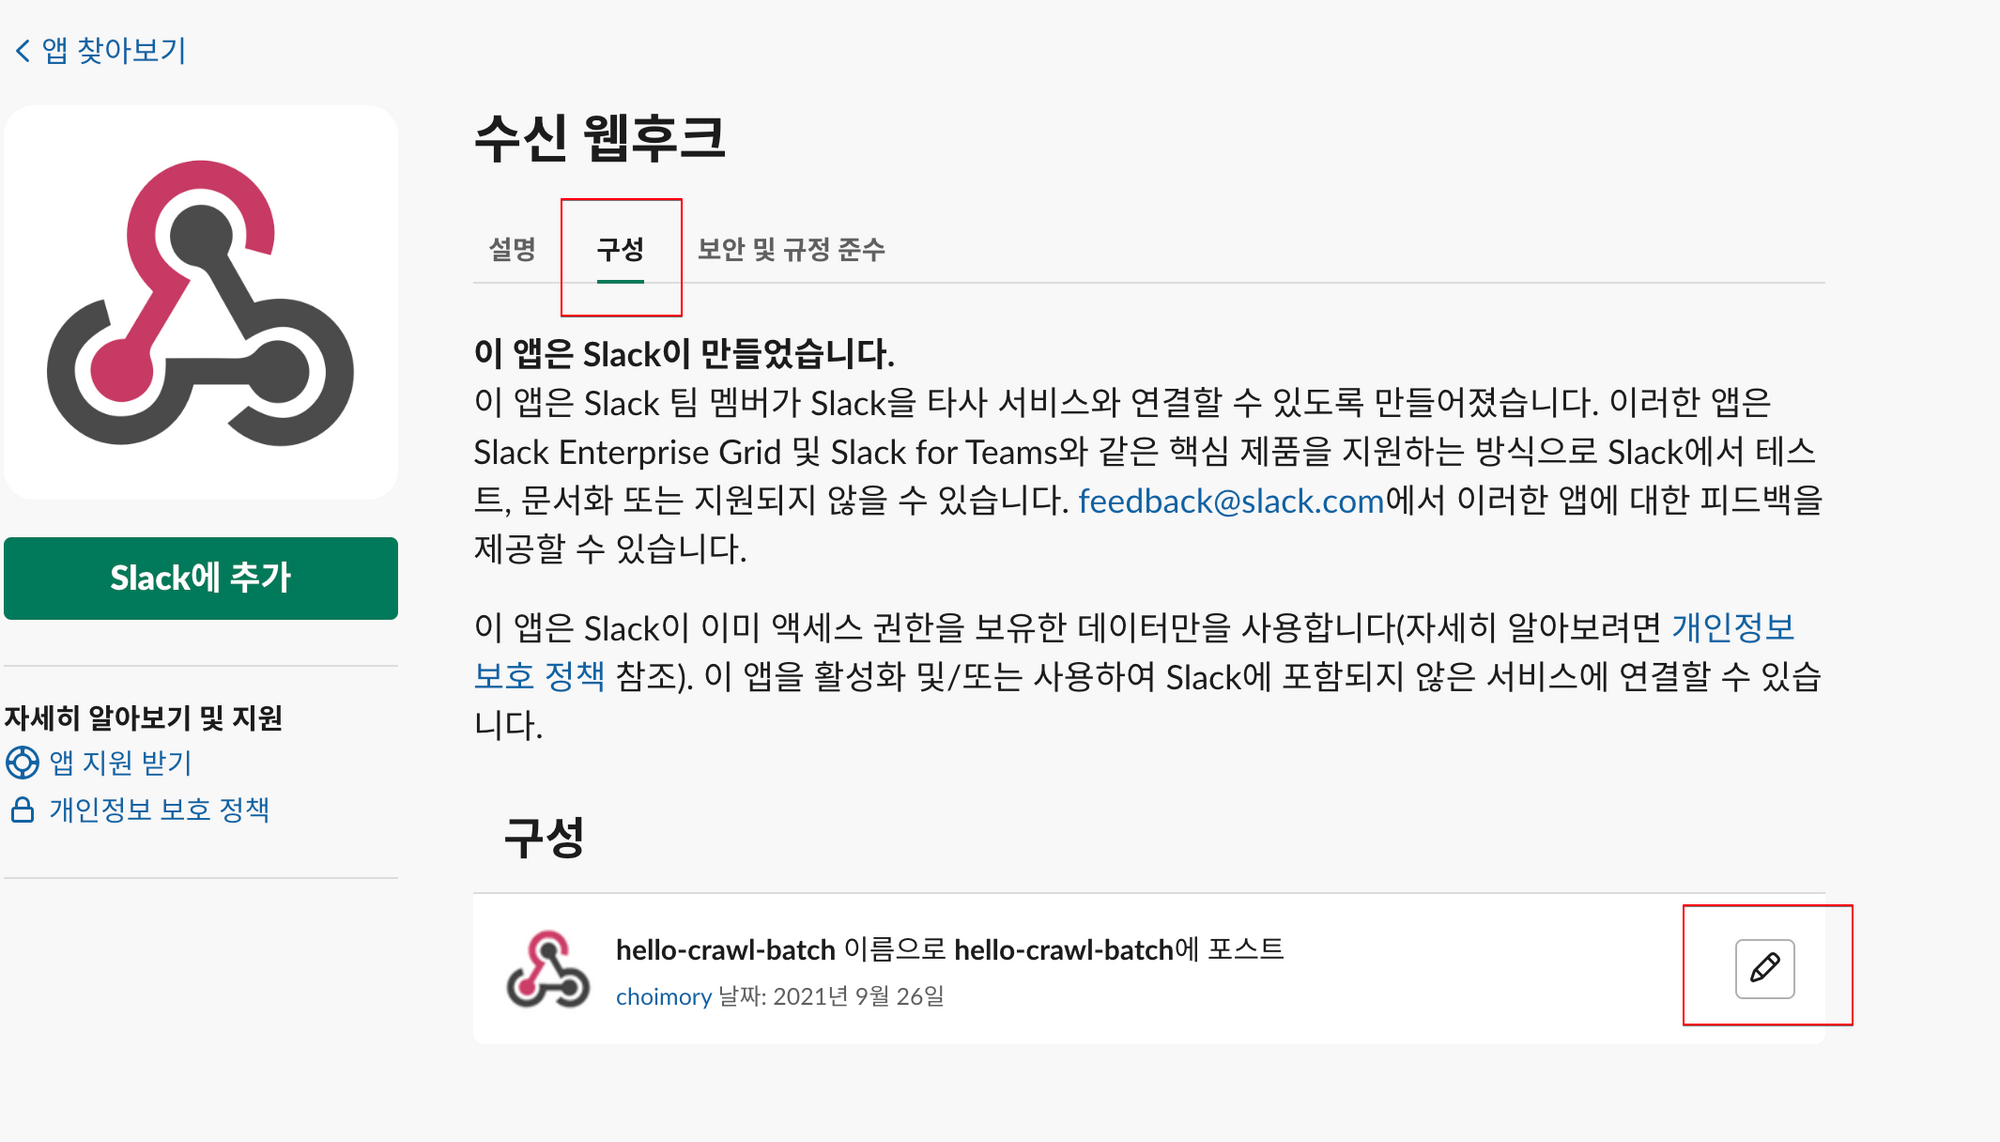 앱 찾아보기
수신 웹후크
설명 구성 보안 및 규정 준수
이 앱은 Slack이 만들었습니다.
이 앱은 Slack 팀 멤버가 Slack을 타사 서비스와 연결할 수 있도록 만들어졌습니다. 이러한 앱은
Slack Enterprise Grid 및 Slack for Teams와 같은 핵심 제품을 지원하는 방식으로 Slack에서 테스
트, 문서화 또는 지원되지 않을 수 있습니다. feedback@slack.com에서 이러한 앱에 대한 피드백을
제공할 수 있습니다.
이 앱은 Slack이 이미 액세스 권한을 보유한 데이터만을 사용합니다(자세히 알아보려면 개인정보
보호 정책 참조). 이 앱을 활성화 및/또는 사용하여 Slack에 포함되지 않은 서비스에 연결할 수 있습
니다.
Slack에 추가
자세히 알아보기 및 지원
앱 지원 받기
개인정보 보호 정책
구성
hello-crawl-batch 이름으로 hello-crawl-batch에 포스트
choimory 날짜: 2021년 9월 26일